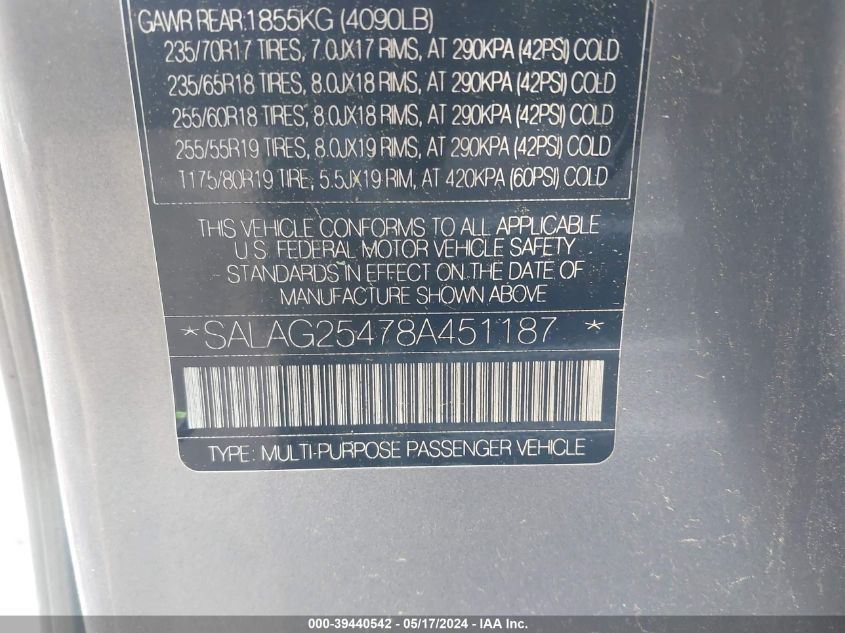 GAWR REAR:1855KG (4090LB)
235/70R17 TIRES, 7.0JX17 RIMS, AT 290KPA (42PSI) COLD
235/65R18 TIRES, 8.0JX18 RIMS, AT 290KPA (42PSI) COLD
255/60R18 TIRES, 8.0JX18 RIMS, AT 290KPA (42PSI) COLD
255/55R19 TIRES, 8.0JX19 RIMS, AT 290KPA (42PSI) COLD
T175/80R19 TIRE, 5.5JX19 RIM, AT 420KPA (60PSI) COLD
THIS VEHICLE CONFORMS TO ALL APPLICABLE
U.S. FEDERAL MOTOR VEHICLE SAFETY
STANDARDS IN EFFECT ON THE DATE OF
MANUFACTURE SHOWN ABOVE
*SALAG25478A451187 *
TYPE: MULTI-PURPOSE PASSENGER VEHICLE
000-39440542 - 05/17/2024 - IAA Inc.